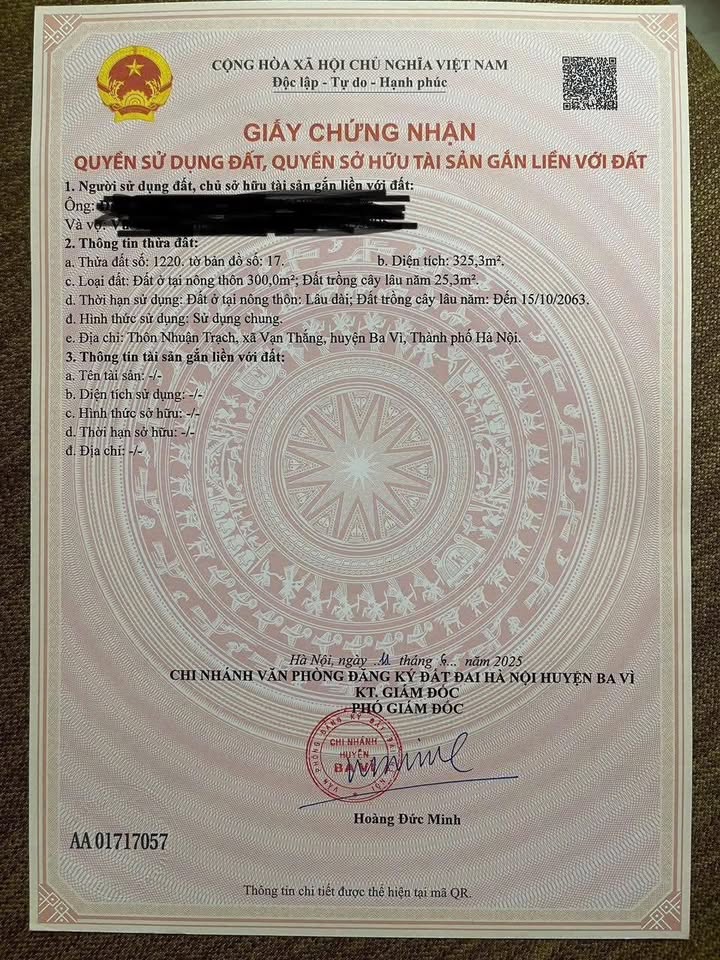 CỘNG HÒA XÃ HỘI CHỦ NGHĨA VIỆT NAM
Độc lập - Tự do - Hạnh phúc
GIẤY CHỨNG NHẬN
QUYỀN SỬ DỤNG ĐẤT, QUYỀN SỞ HỮU TÀI SẢN GẮN LIỀN VỚI ĐẤT
1. Người sử dụng đất, chủ sở hữu tài sản gắn liền với đất:
Ông:
Và vợ:
2. Thông tin thửa đất:
a. Thửa đất số: 1220. tờ bản đồ số: 17. b. Diện tích: 325,3m².
c. Loại đất: Đất ở tại nông thôn 300,0m²; Đất trồng cây lâu năm 25,3m².
d. Thời hạn sử dụng: Đất ở tại nông thôn: Lâu dài; Đất trồng cây lâu năm: Đến 15/10/2063.
đ. Hình thức sử dụng: Sử dụng chung.
e. Địa chỉ: Thôn Nhuận Trạch, xã Vạn Thắng, huyện Ba Vì, Thành phố Hà Nội.
3. Thông tin tài sản gắn liền với đất:
a. Tên tài sản: -/-
b. Diện tích sử dụng: -/-
c. Hình thức sở hữu: -/-
d. Thời hạn sở hữu: -/-
đ. Địa chỉ: -/-
Hà Nội, ngày ... tháng 6... năm 2025
CHI NHÁNH VĂN PHÒNG ĐĂNG KÝ ĐẤT ĐAI HÀ NỘI HUYỆN BA VÌ
KT. GIÁM ĐỐC
PHÓ GIÁM ĐỐC
CHI NHÁNH
HUYỆN
BA VÌ
Hoàng Đức Minh
AA 01717057
Thông tin chi tiết được thể hiện tại mã QR.